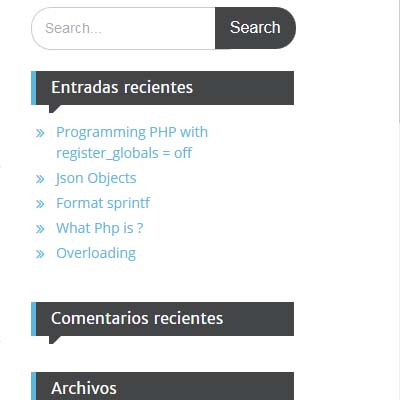 Search...
Search
Entradas recientes
Programming PHP with
register_globals = off
Json Objects
Format sprintf
What Php is ?
Overloading
Comentarios recientes
Archivos